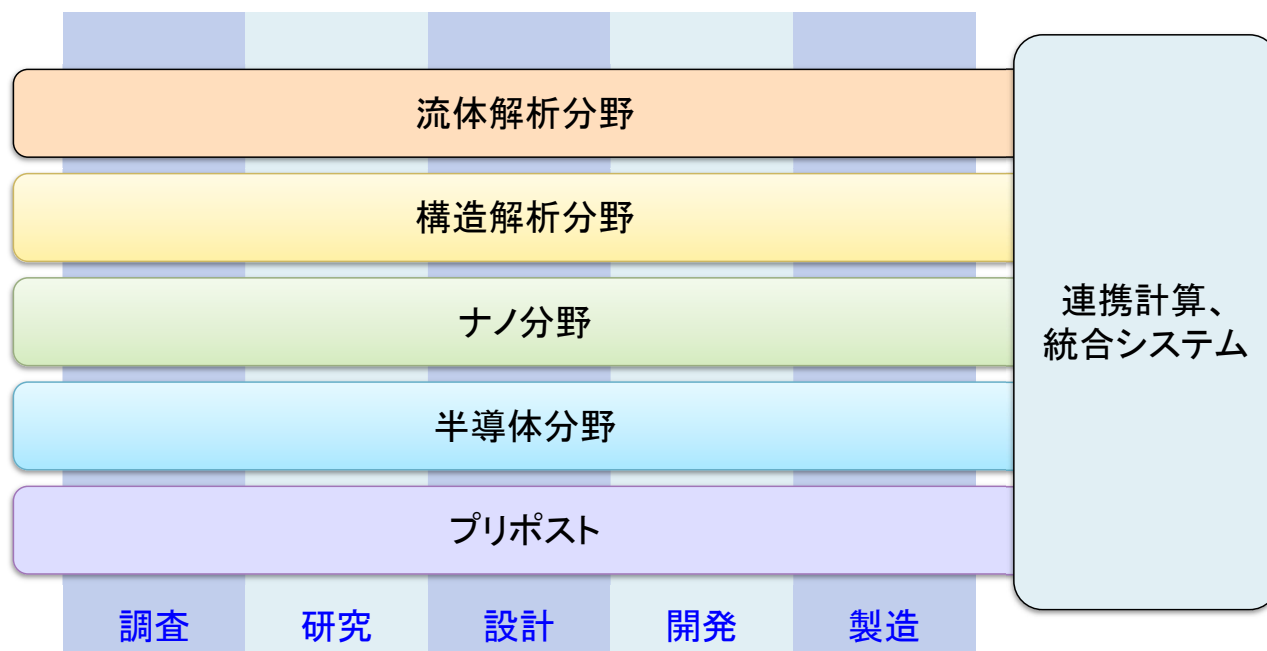 流体解析分野
構造解析分野
ナノ分野
半導体分野
プリポスト
連携計算、
統合システム
調査
研究
設計
開発
製造